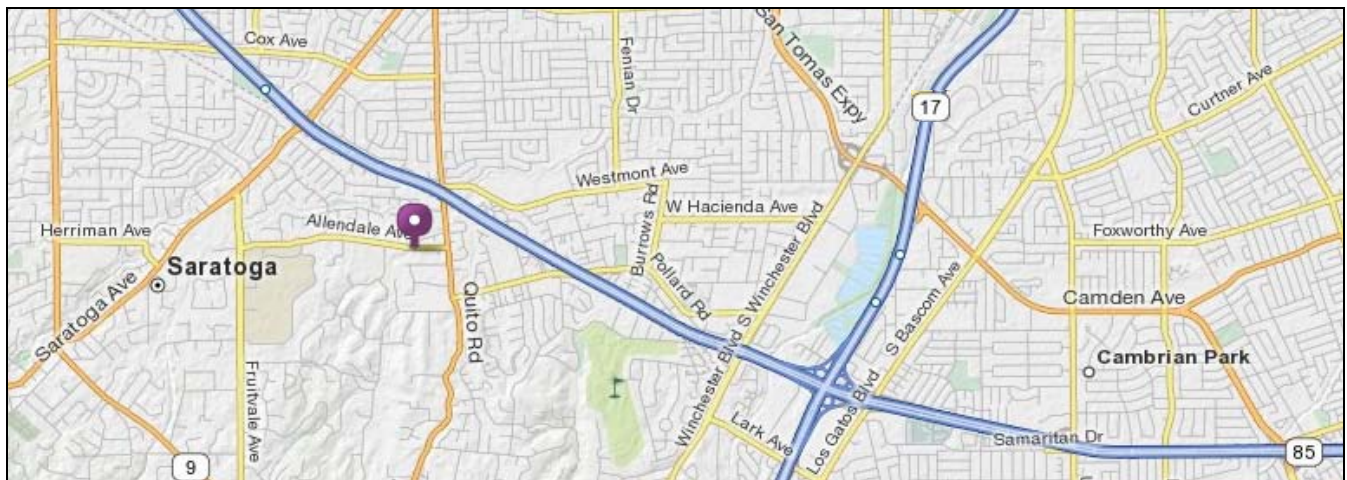 Cox Ave
Fenian Dr
San Tomas Expy
17
Curtner Ave
Westmont Ave
Burrows Rd
W Hacienda Ave
S Winchester Blvd
Herriman Ave
Allendale Ave
Foxworthy Ave
Saratoga
Saratoga Ave
Quito Rd
Pollard Rd
S Bascom Ave
Camden Ave
Cambrian Park
Fruitvale Ave
Winchester Blvd
Lark Ave
Los Gatos Blvd
Samaritan Dr
9
85